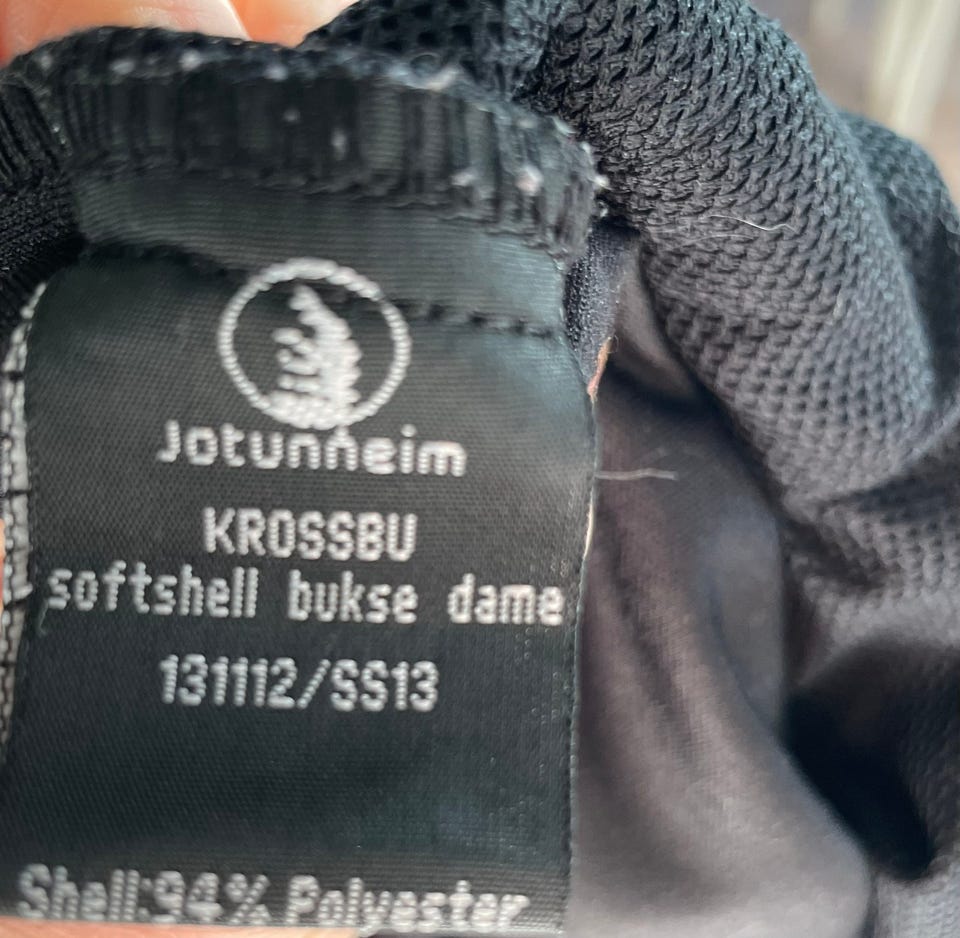 Jotunheim
KROSSBU
softshell bukse dame
131112/SS13
Shell:94% Polyester